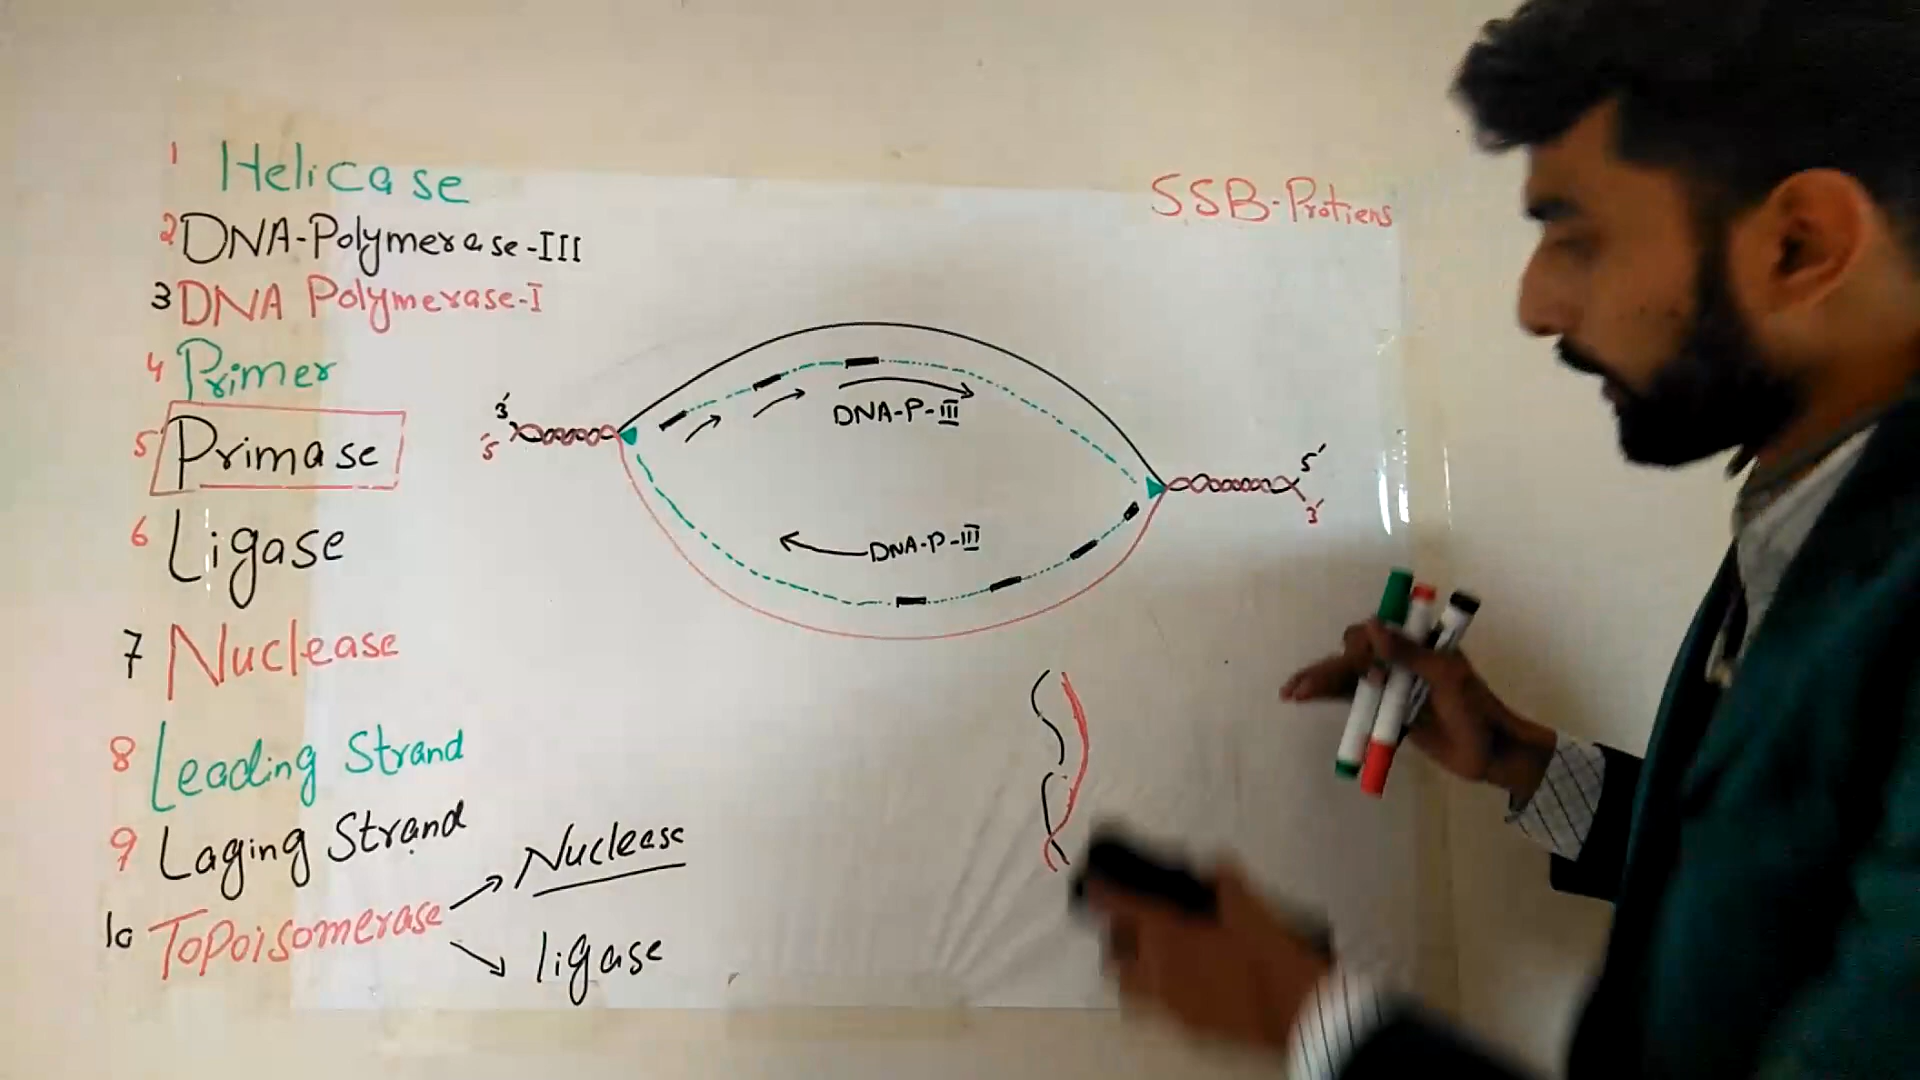 1 Helicase
SSB-Protiens
2 DNA-Polymerase-III
3 DNA Polymerase-I
4 Primer
5 Primase
6 Ligase
7 Nuclease
8 Leading Strand
9 Laging Strand
10 Topoisomerase
Nuclease
ligase
3′
5′
DNA-P-III
5′
3′
DNA-P-III